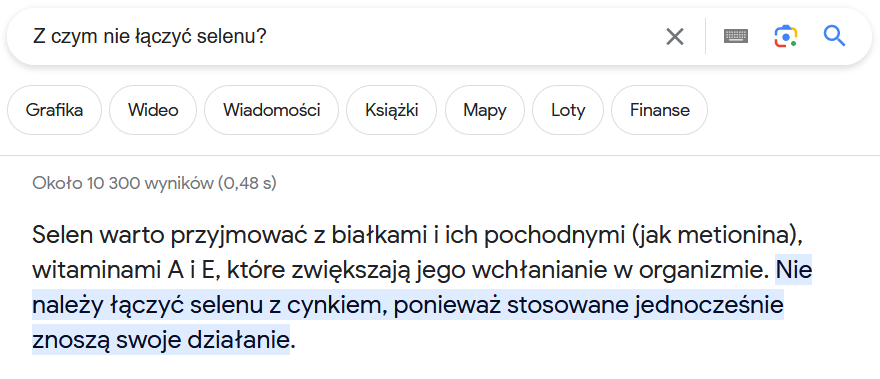 Z czym nie łączyć selenu?
Grafika Wideo Wiadomości Książki Mapy Loty Finanse
Około 10 300 wyników (0,48 s)
Selen warto przyjmować z białkami i ich pochodnymi (jak metionina),
witaminami A i E, które zwiększają jego wchłanianie w organizmie. Nie
należy łączyć selenu z cynkiem, ponieważ stosowane jednocześnie
znoszą swoje działanie.